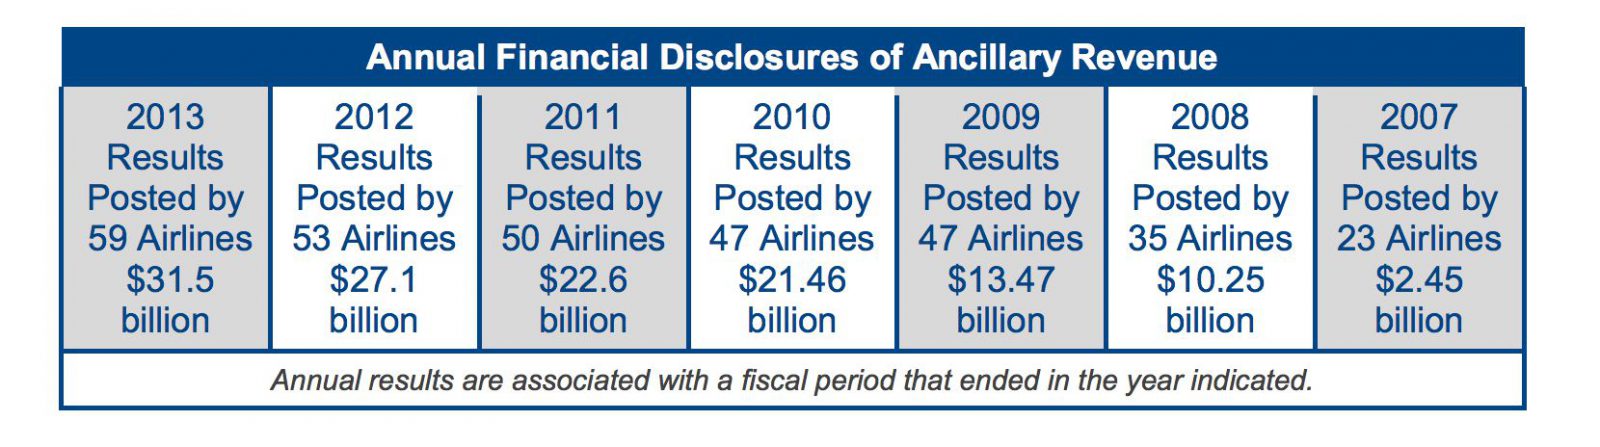 Annual Financial Disclosures of Ancillary Revenue
2013
Results
Posted by
59 Airlines
$31.5
billion
2012
Results
Posted by
53 Airlines
$27.1
billion
2011
Results
Posted by
50 Airlines
$22.6
billion
2010
Results
Posted by
47 Airlines
$21.46
billion
2009
Results
Posted by
47 Airlines
$13.47
billion
2008
Results
Posted by
35 Airlines
$10.25
billion
2007
Results
Posted by
23 Airlines
$2.45
billion
Annual results are associated with a fiscal period that ended in the year indicated.